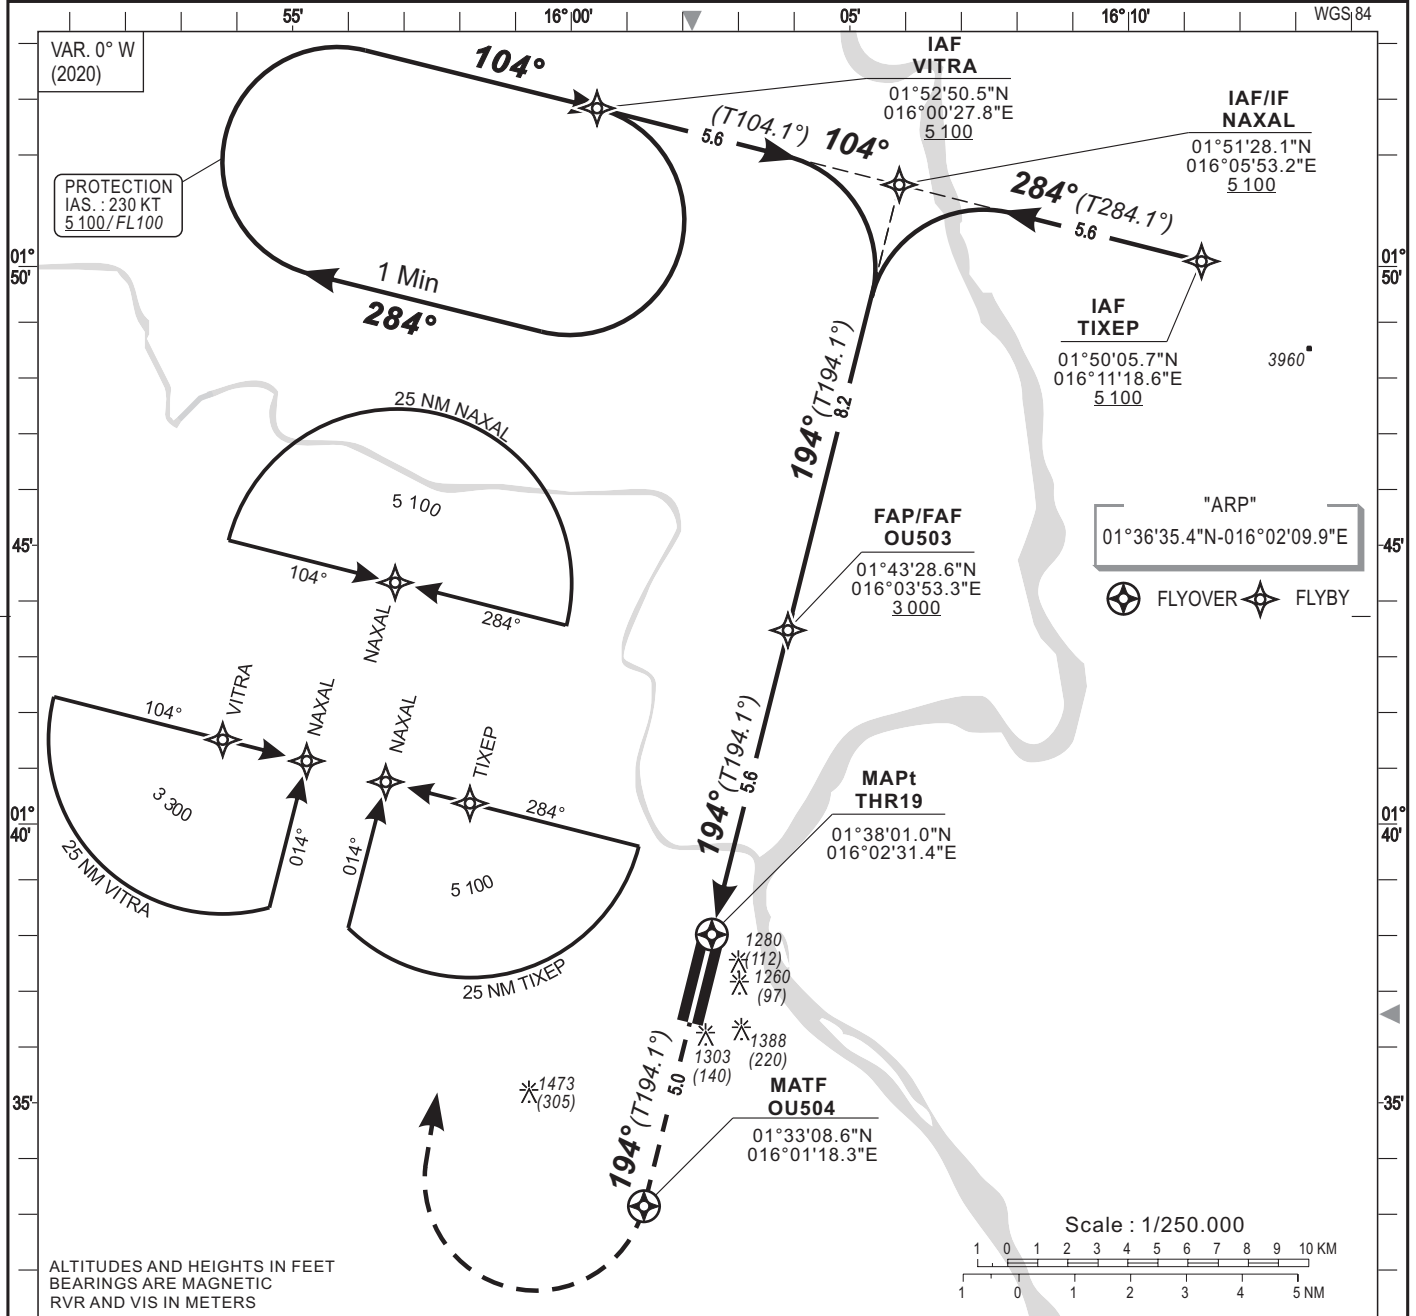 55'
16°00'
05'
16°10'
WGS 84
VAR. 0° W
(2020)
104°
IAF
VITRA
01°52'50.5"N
016°00'27.8"E
5 100
(T104.1°)
5.6
104°
IAF/IF
NAXAL
01°51'28.1"N
016°05'53.2"E
5 100
284° (T284.1°)
5.6
PROTECTION
IAS. : 230 KT
5 100/FL100
01°
50'
1 Min
284°
01°
50'
IAF
TIXEP
01°50'05.7"N
016°11'18.6"E
5 100
3960
194° (T194.1°)
8.2
25 NM NAXAL
5 100
104°
284°
NAXAL
FAP/FAF
OU503
01°43'28.6"N
016°03'53.3"E
3 000
"ARP"
01°36'35.4"N-016°02'09.9"E
FLYOVER
FLYBY
45'
45'
104°
VITRA
NAXAL
3 300
014°
25 NM VITRA
NAXAL
TIXEP
284°
014°
5 100
25 NM TIXEP
194° (T194.1°)
5.6
MAPt
THR19
01°38'01.0"N
016°02'31.4"E
01°
40'
01°
40'
1280
(112)
1260
(97)
1388
(220)
1303
(140)
1473
(305)
194° (T194.1°)
5.0
MATF
OU504
01°33'08.6"N
016°01'18.3"E
35'
35'
Scale : 1/250.000
1 0 1 2 3 4 5 6 7 8 9 10 KM
1 0 1 2 3 4 5 NM
ALTITUDES AND HEIGHTS IN FEET
BEARINGS ARE MAGNETIC
RVR AND VIS IN METERS